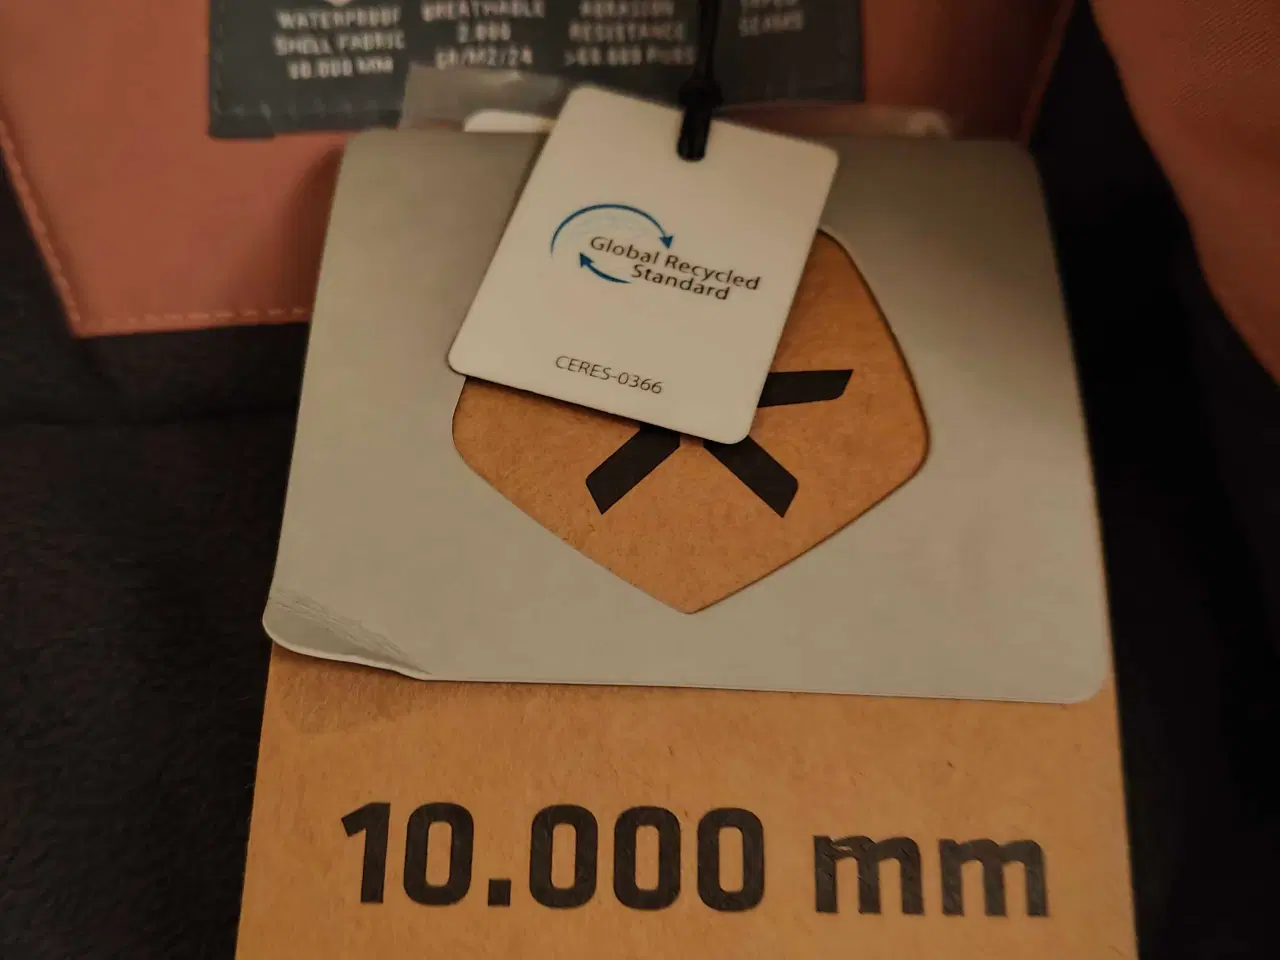 WATERPROOF
SHELL FABRIC
10.000 MM
BREATHABLE
2.000
GR/M2/24
ABRASION
RESISTANCE
SEAMS
Global Recycled
Standard
CERES-0366
10.000 mm